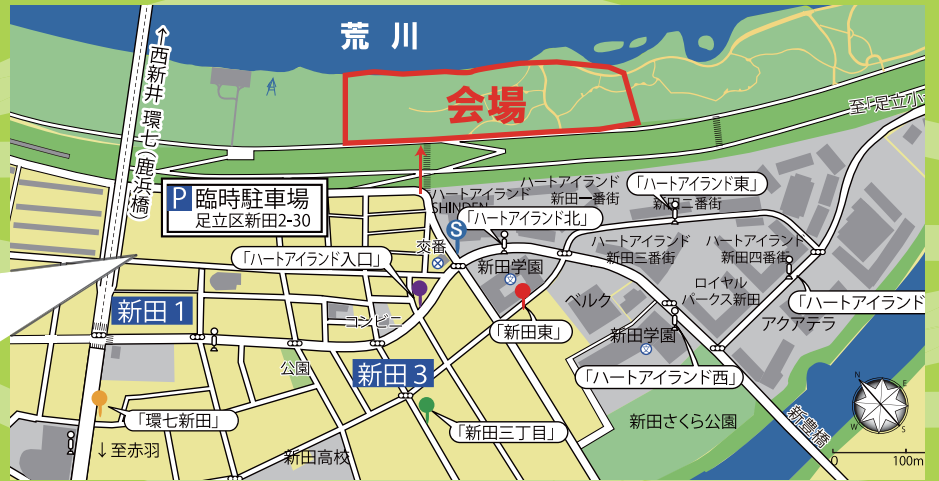 荒川
会場
↑西新井 環七(鹿浜橋
至「足立小
P 臨時駐車場
足立区新田2-30
ハートアイランド
SHINDEN
ハートアイランド
新田一番街
「ハートアイランド東」
新田二番街
「ハートアイランド北」
S
交番
「ハートアイランド入口」
新田学園
ハートアイランド
新田三番街
ハートアイランド
新田四番街
ロイヤル
パークス新田
「ハートアイランド
アクアテラ
ベルク
新田1
コンビニ
「新田東」
新田学園
公園
新田3
「ハートアイランド西」
「環七新田」
「新田三丁目」
新田さくら公園
新豊橋
↓至赤羽
新田高校
N
E
W
S
0
100m